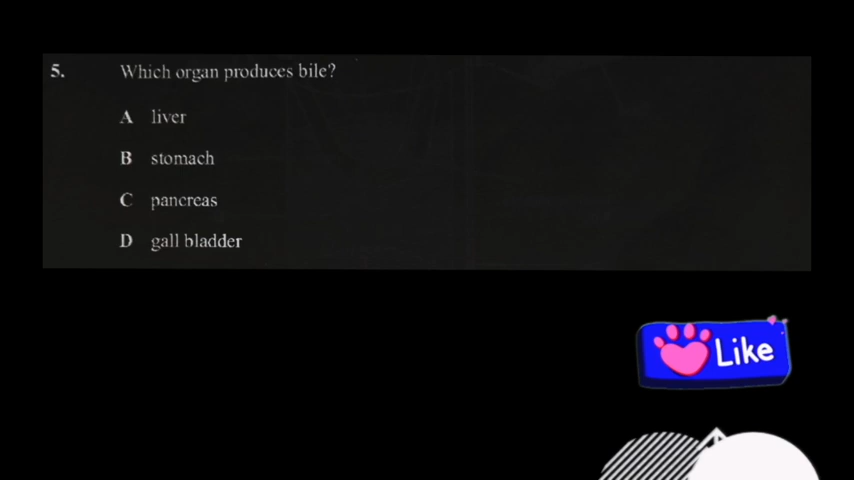 5. Which organ produces bile?
A liver
B stomach
C pancreas
D gall bladder
Like